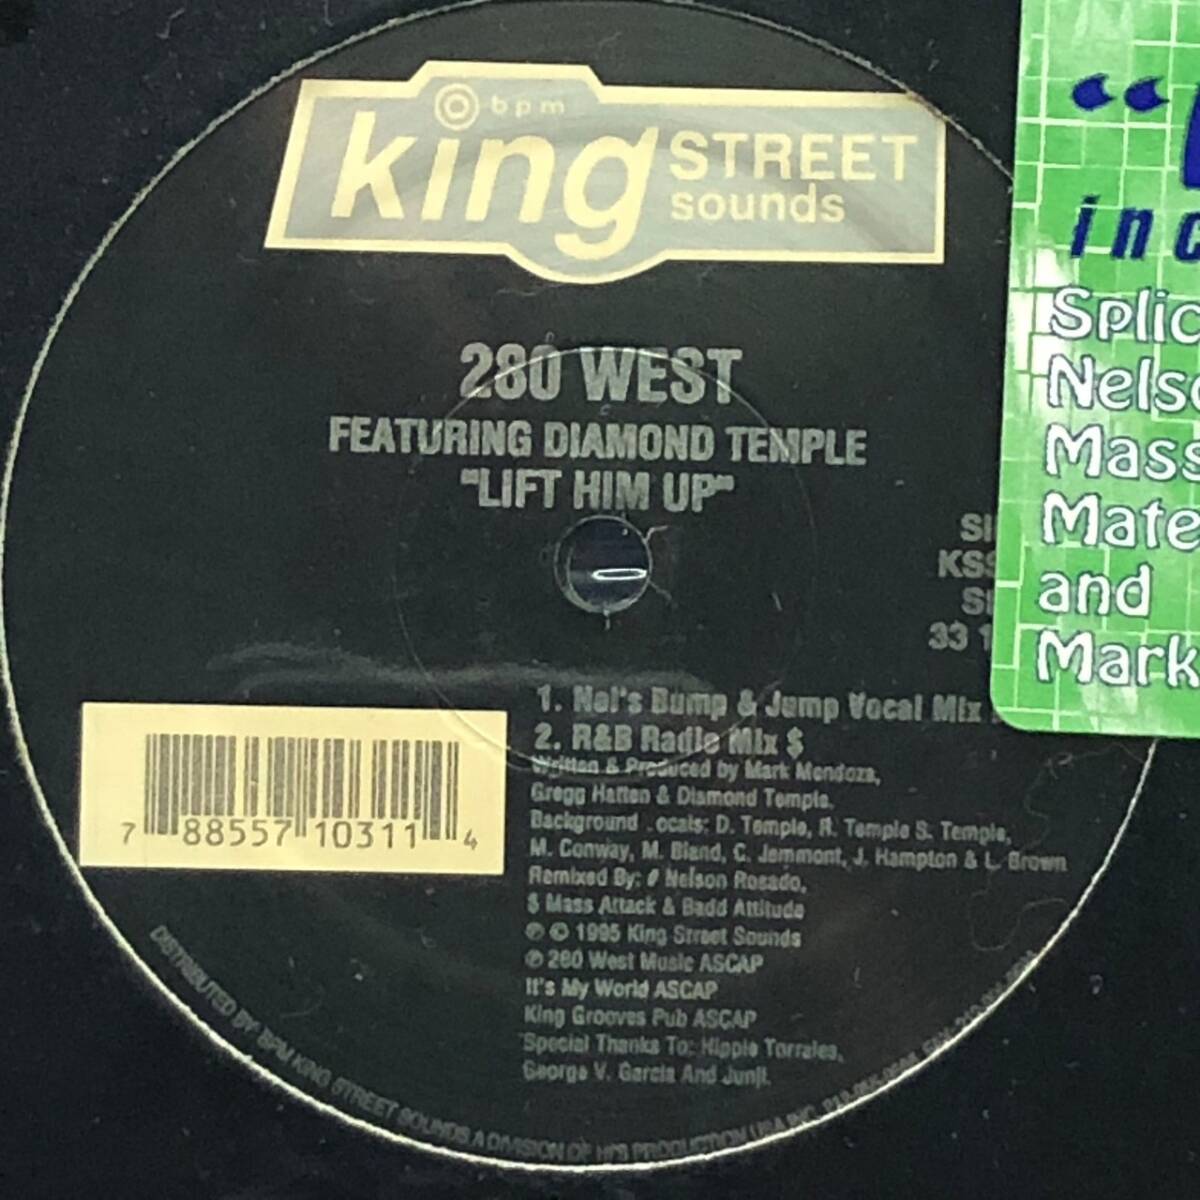 bpm
king STREET
sounds
280 WEST
FEATURING DIAMOND TEMPLE
"LIFT HIM UP"
33
1. Nel's Bump & Jump Vocal Mix
2. R&B Radio Mix $
Written & Produced by Mark Mendoza,
Gregg Hatten & Diamond Temple.
Background ocals: D. Temple, R. Temple S. Temple,
M. Conway, M. Bland, C. Jemmont, J. Hampton & L. Brown
Remixed By: # Nelson Rosado,
$ Mass Attack & Badd Attitude
℗ © 1995 King Street Sounds
℗ 280 West Music ASCAP
It's My World ASCAP
King Grooves Pub ASCAP
Special Thanks To: Hippie Torrales,
George V. Garcia And Junji.
7 88557 10311 4
DISTRIBUTED BY BPM KING STREET SOUNDS A DIVISION OF HI'S PRODUCTION USA INC.
“
inc
Splic
Nelso
Mass
Mate
and
Mark